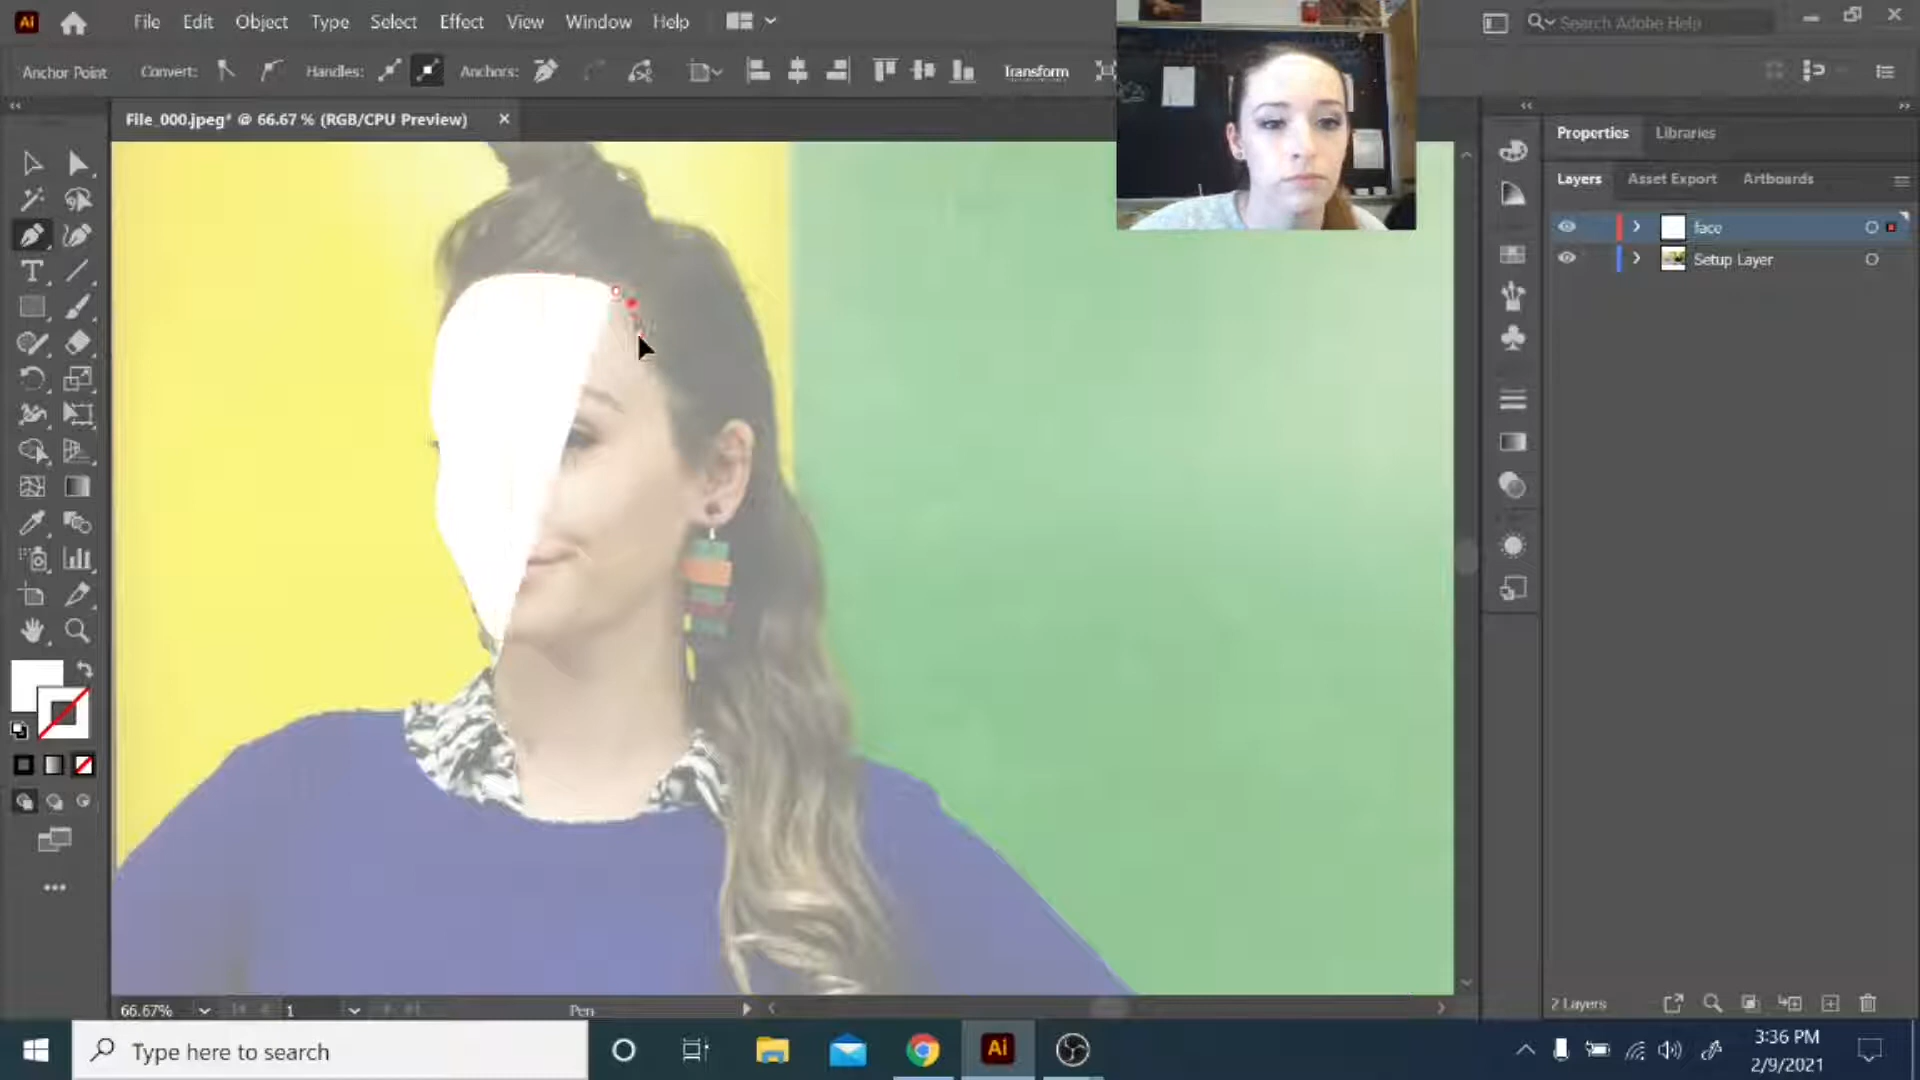 Ai File Edit Object Type Select Effect View Window Help Search Adobe Help
Anchor Point Convert: Handles: Anchors: Transform
File_000.jpeg* @ 66.67 % (RGB/CPU Preview)
Properties Libraries
Layers Asset Export Artboards
face
Setup Layer
66.67% 1 Pen
2 Layers
Type here to search
Ai
3:36 PM
2/9/2021